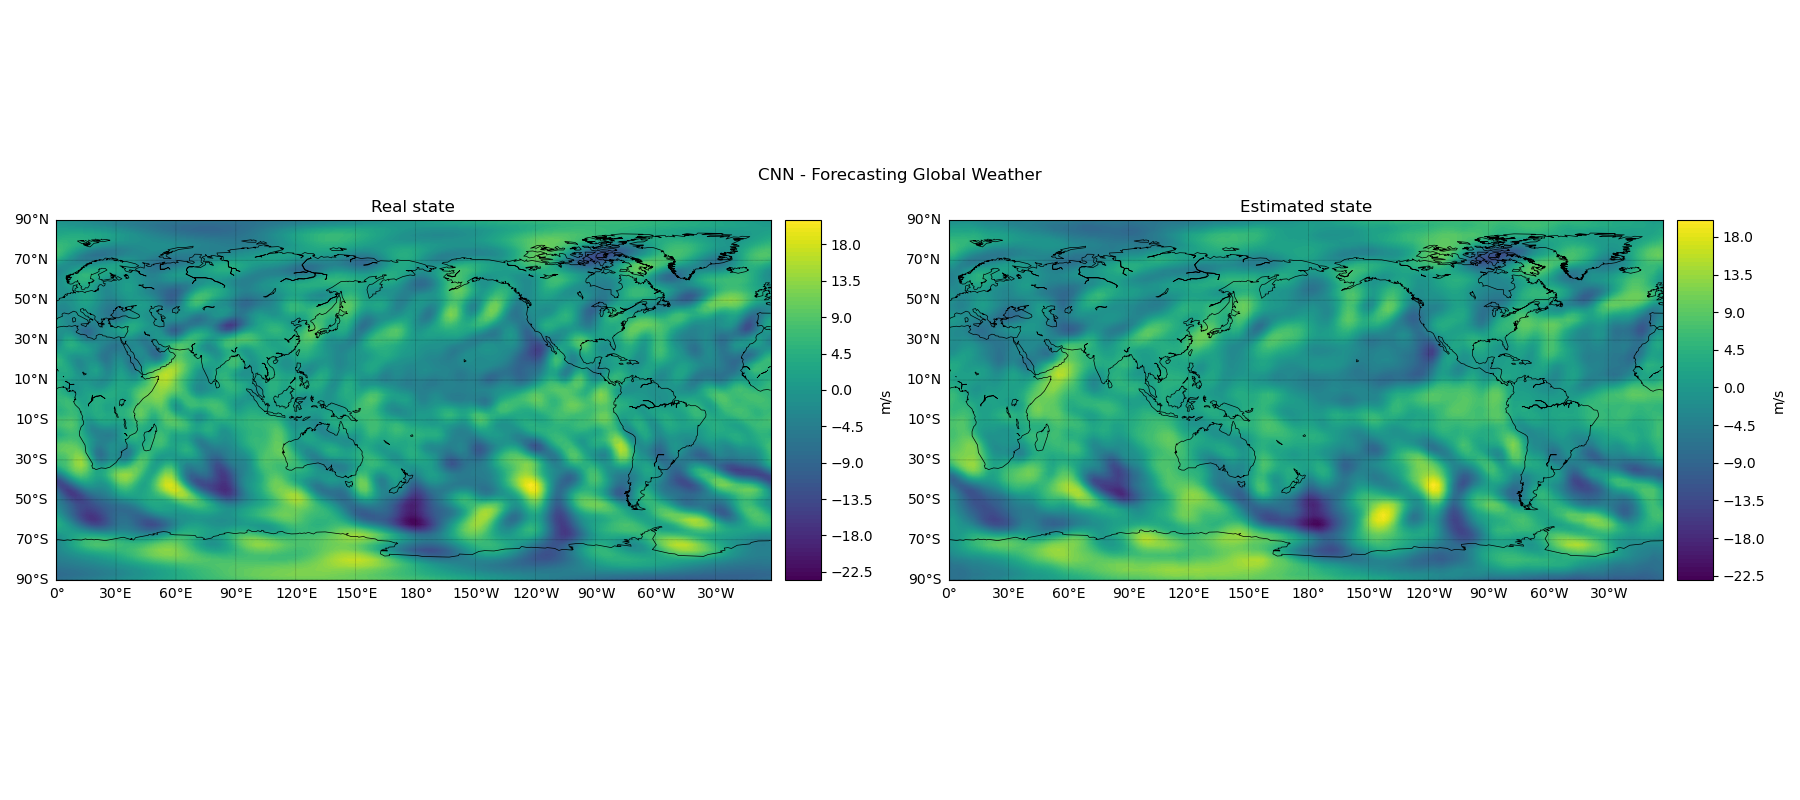 CNN - Forecasting Global Weather
Real state
90°N
70°N
50°N
30°N
10°N
10°S
30°S
50°S
70°S
90°S
0° 30°E 60°E 90°E 120°E 150°E 180° 150°W 120°W 90°W 60°W 30°W
18.0
13.5
9.0
4.5
0.0
−4.5
−9.0
−13.5
−18.0
−22.5
m/s
Estimated state
90°N
70°N
50°N
30°N
10°N
10°S
30°S
50°S
70°S
90°S
0° 30°E 60°E 90°E 120°E 150°E 180° 150°W 120°W 90°W 60°W 30°W
18.0
13.5
9.0
4.5
0.0
−4.5
−9.0
−13.5
−18.0
−22.5
m/s